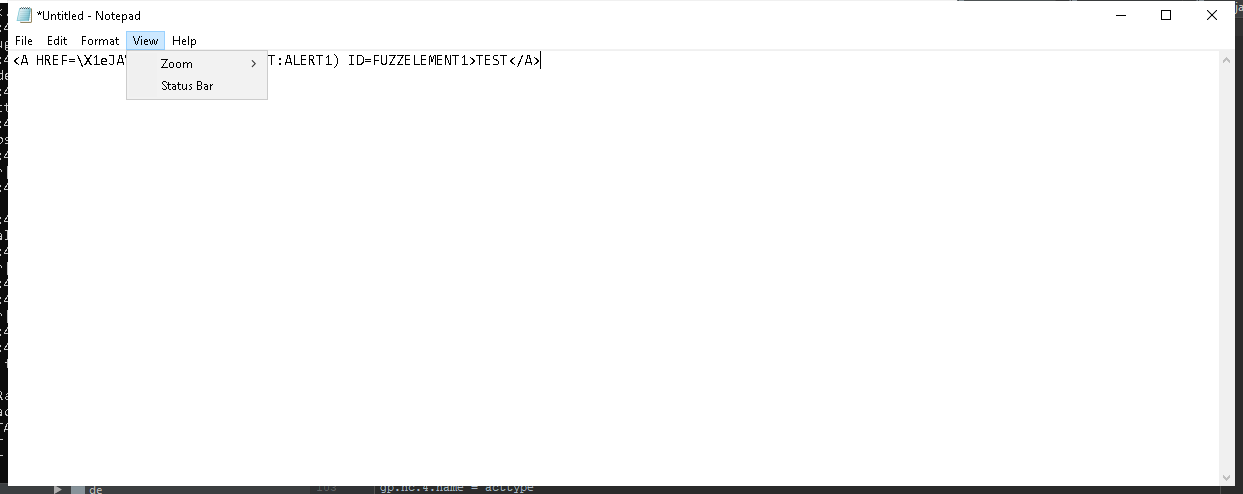 *Untitled - Notepad
File Edit Format View Help
<A HREF=\X1eJA T:ALERT1) ID=FUZZELEMENT1>TEST</A>
Zoom >
Status Bar
de
103 gp.nc.4.name = acttype